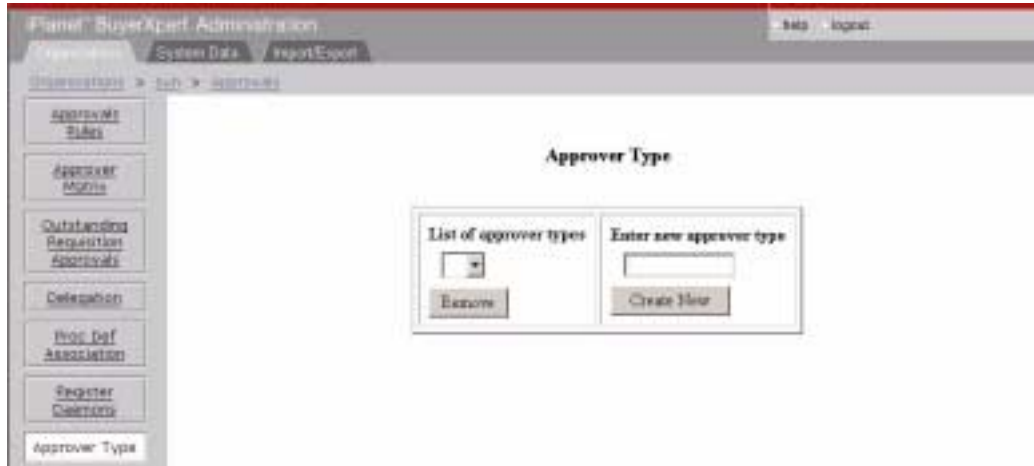 iPlanet BuyerXpert Administration
help logout
Organizations System Data Import/Export
Organizations > > Approvals
Approvals
Rules
Approver
Matrix
Outstanding
Requisition
Approvals
Delegation
Proc Def
Association
Register
Daemons
Approver Type
Approver Type
List of approver types
Remove
Enter new approver type
Create New